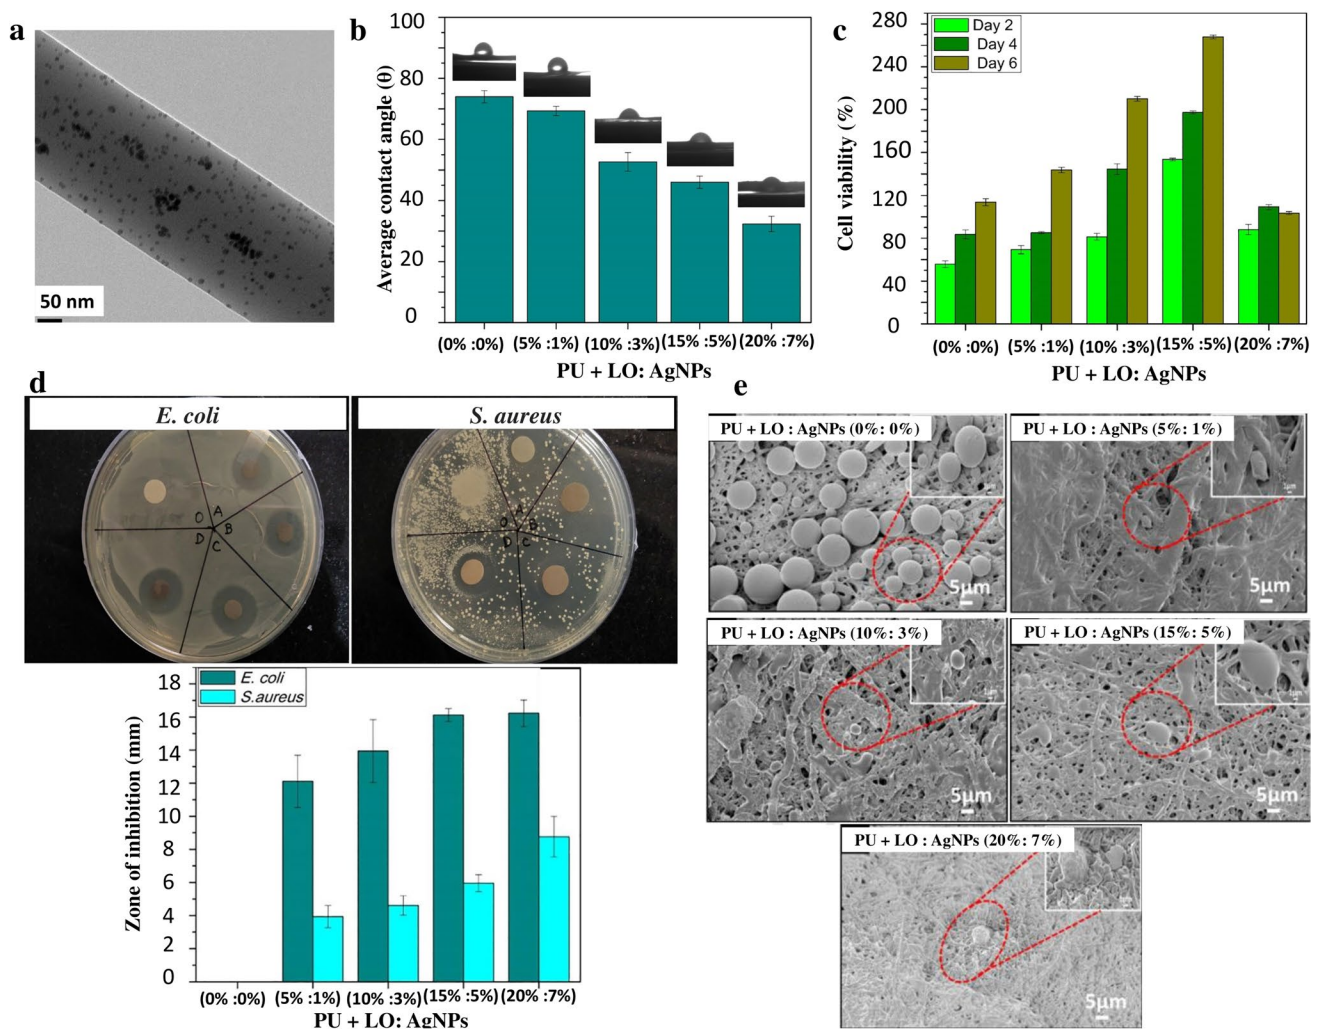 a
50 nm
b
Average contact angle (θ)
100
80
60
40
20
0
(0% :0%) (5% :1%) (10% :3%) (15% :5%) (20% :7%)
PU + LO: AgNPs
c
Cell viability (%)
280
240
200
160
120
80
40
0
Day 2
Day 4
Day 6
(0% :0%) (5% :1%) (10% :3%) (15% :5%) (20% :7%)
PU + LO: AgNPs
d
E. coli
O A
D B
C
S. aureus
O A
D B
C
Zone of inhibition (mm)
18
16
14
12
10
8
6
4
2
0
E. coli
S.aureus
(0% :0%) (5% :1%) (10% :3%) (15% :5%) (20% :7%)
PU + LO: AgNPs
e
PU + LO : AgNPs (0%: 0%)
5µm
PU + LO : AgNPs (5%: 1%)
5µm
PU + LO : AgNPs (10%: 3%)
5µm
PU + LO : AgNPs (15%: 5%)
5µm
PU + LO : AgNPs (20%: 7%)
5µm